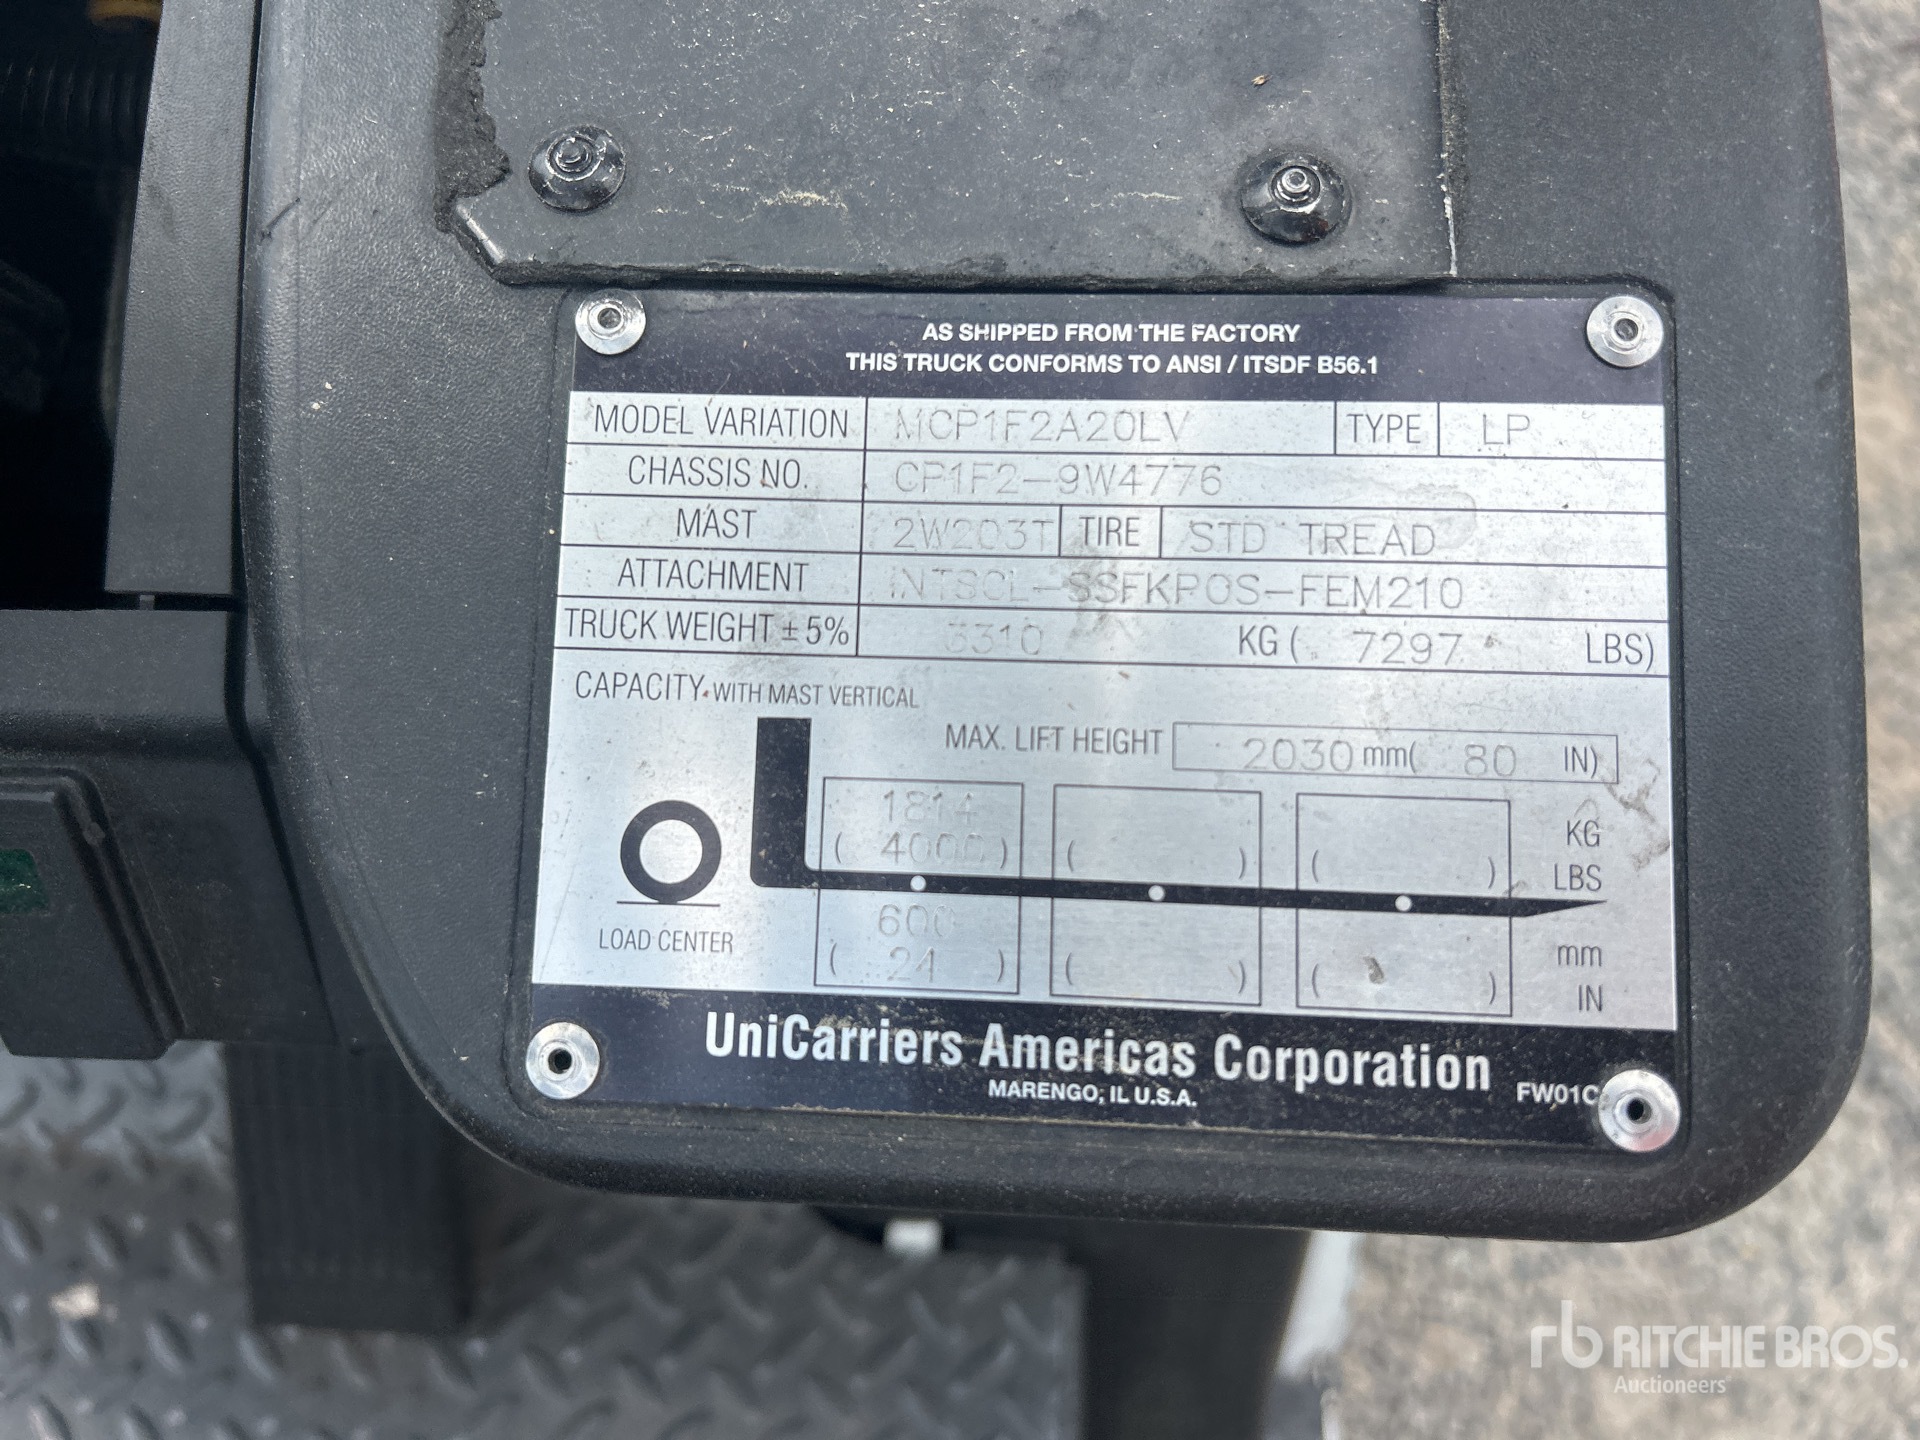 AS SHIPPED FROM THE FACTORY
THIS TRUCK CONFORMS TO ANSI / ITSDF B56.1
MODEL VARIATION MCP1F2A20LV TYPE LP
CHASSIS NO. CP1F2-9W4776
MAST 2W203T TIRE STD TREAD
ATTACHMENT INTSCL-SSFKPOS-FEM210
TRUCK WEIGHT ± 5% 3310 KG ( 7297 LBS)
CAPACITY WITH MAST VERTICAL
MAX. LIFT HEIGHT 2030 mm( 80 IN)
1814 KG
( 4000 ) ( ) ( ) LBS
LOAD CENTER
600 mm
( 24 ) ( ) ( ) IN
UniCarriers Americas Corporation
MARENGO, IL U.S.A.
FW01C
rb RITCHIE BROS.
Auctioneers